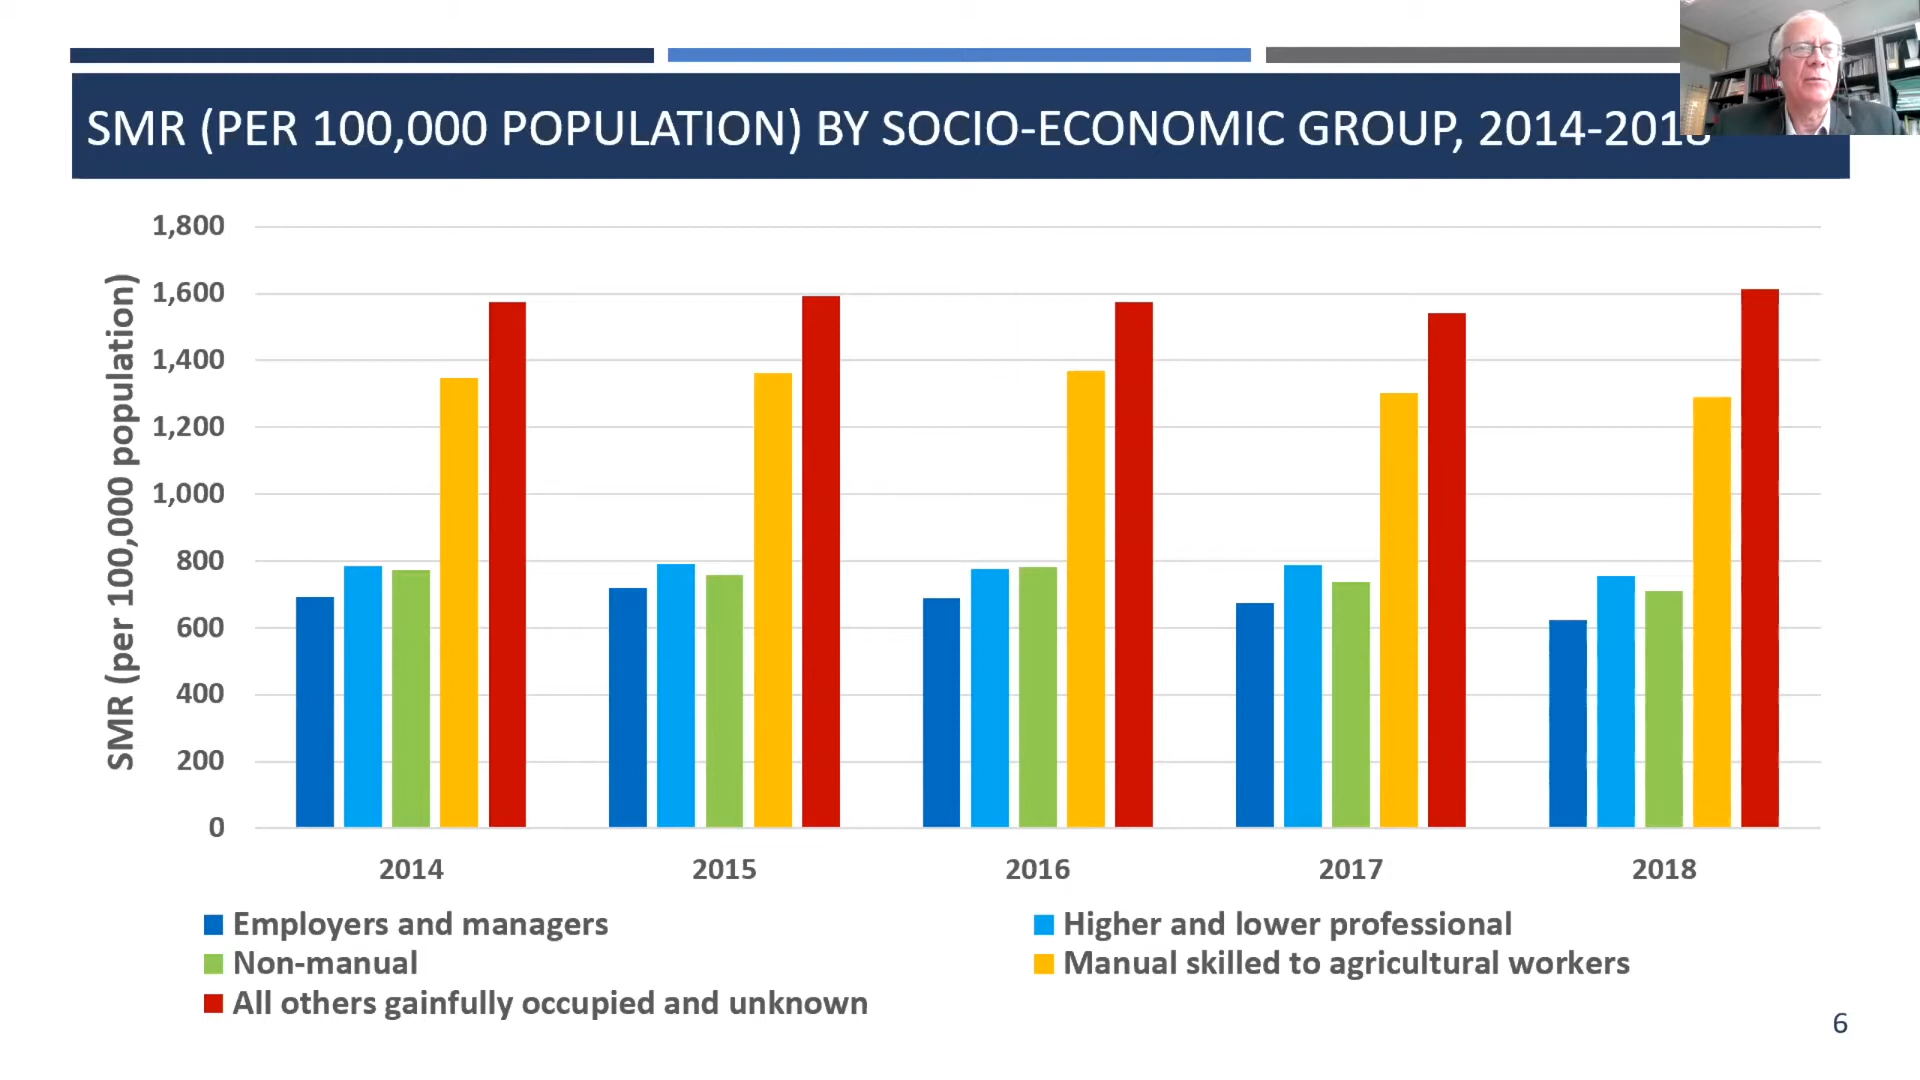 SMR (PER 100,000 POPULATION) BY SOCIO-ECONOMIC GROUP, 2014-2018
SMR (per 100,000 population)
1,800
1,600
1,400
1,200
1,000
800
600
400
200
0
2014 2015 2016 2017 2018
Employers and managers Higher and lower professional
Non-manual Manual skilled to agricultural workers
All others gainfully occupied and unknown
6